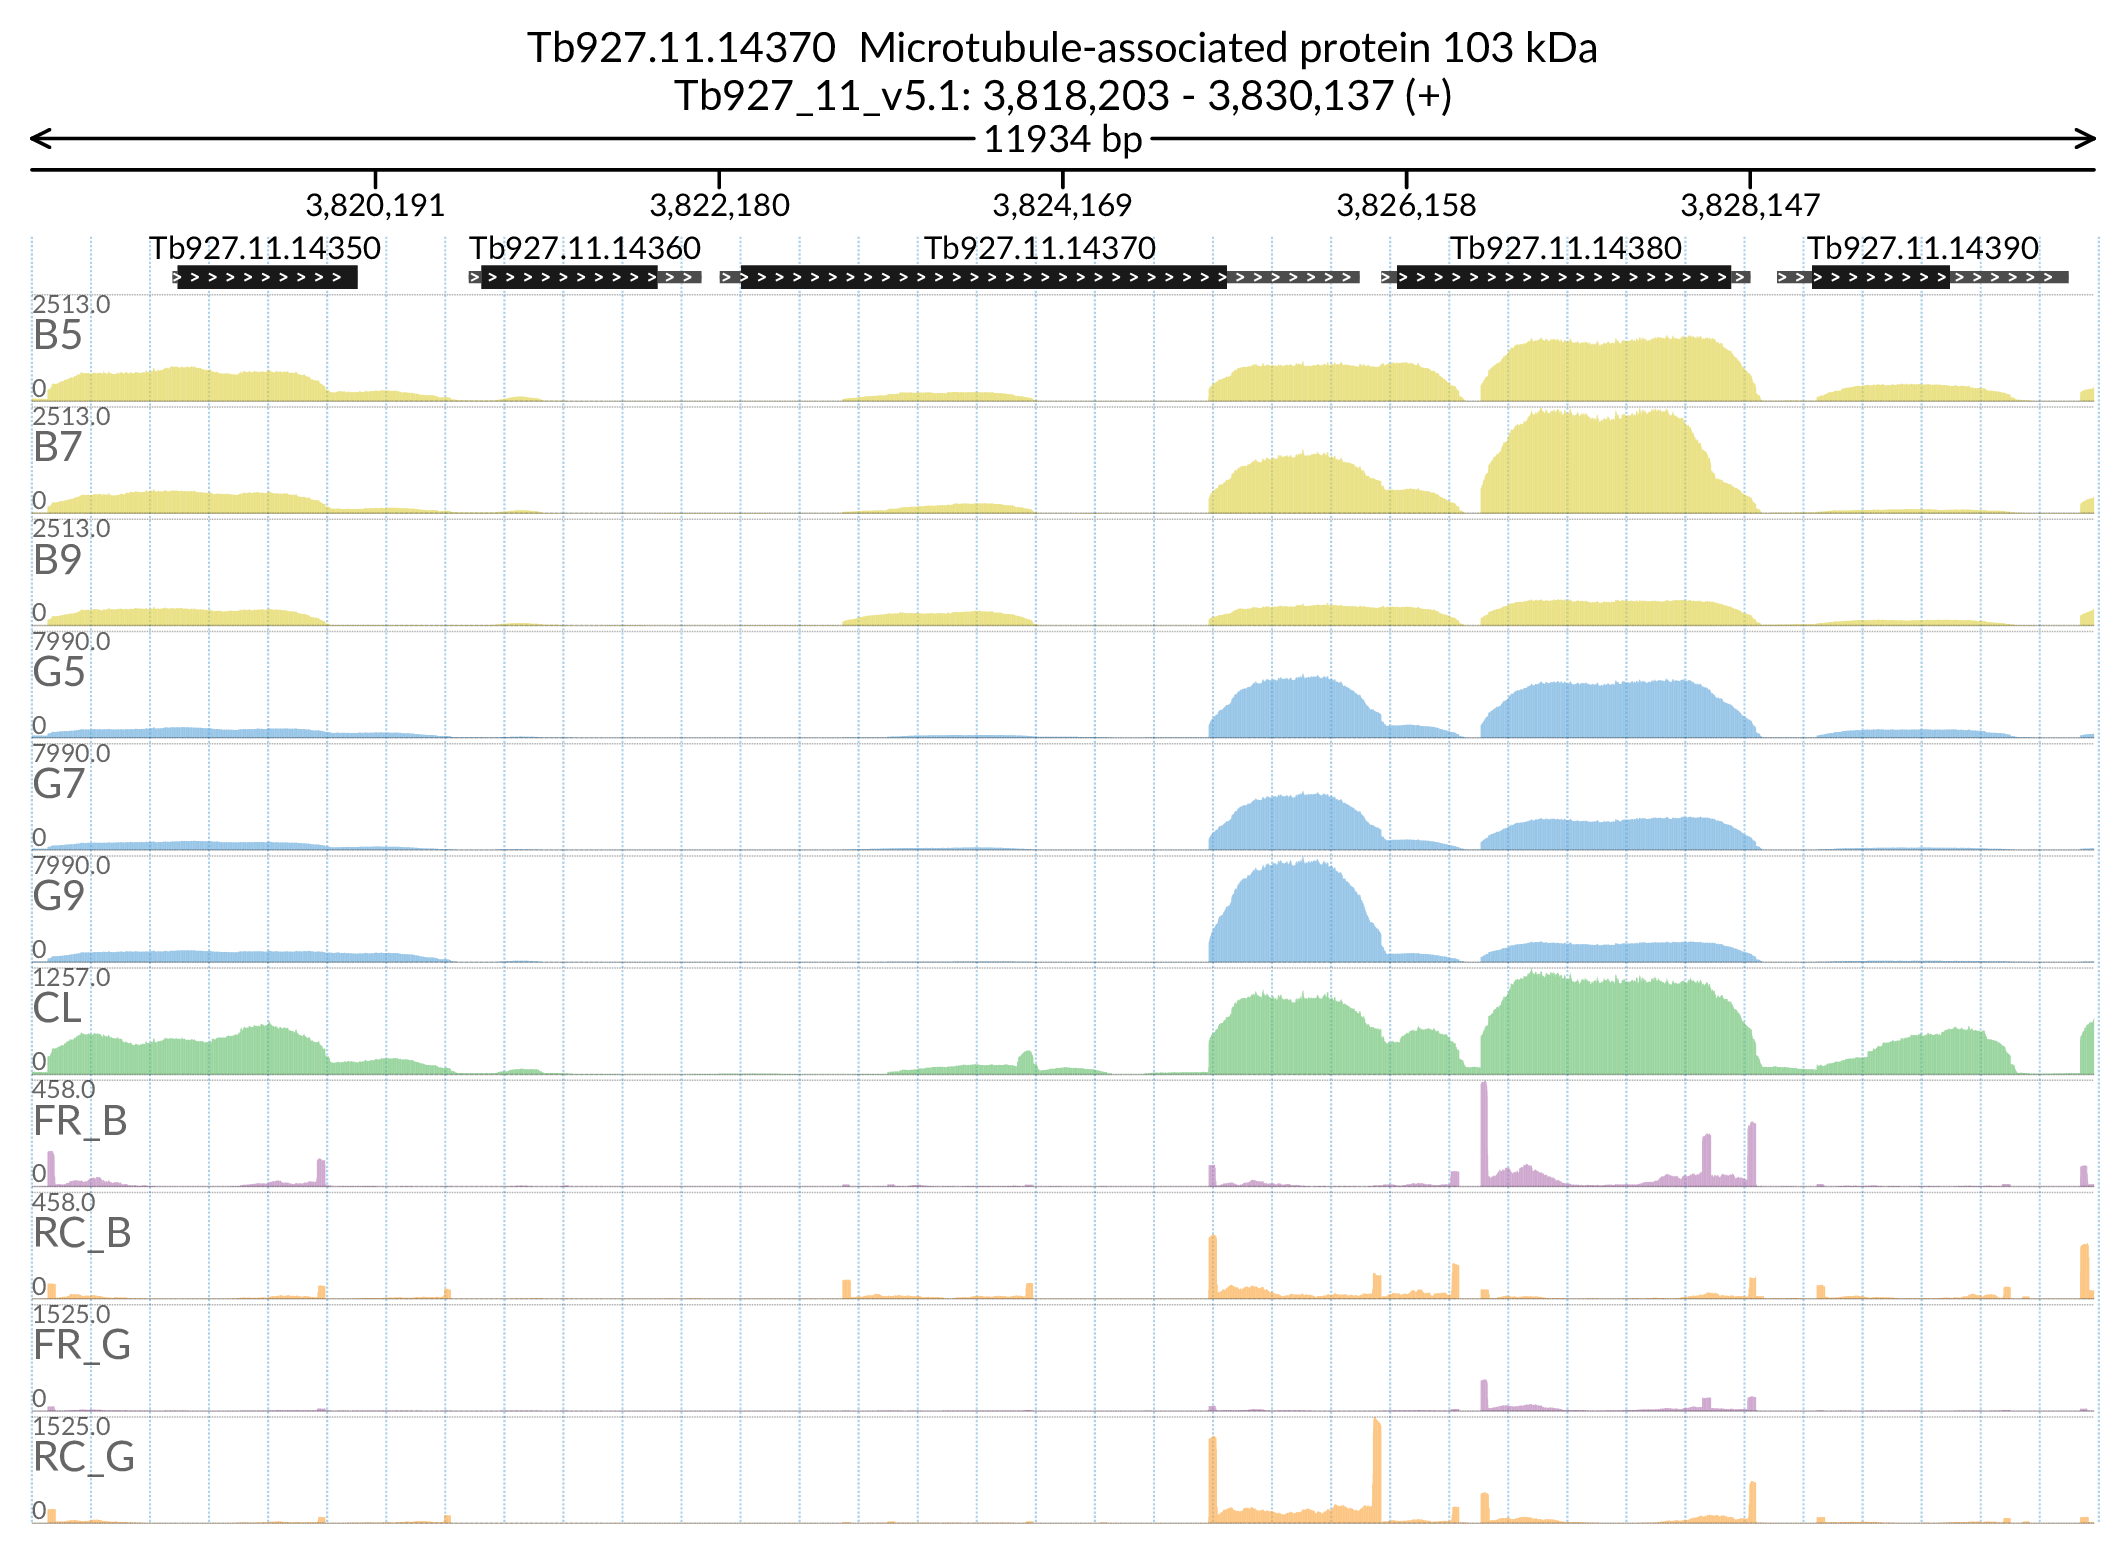 Tb927.11.14370 Microtubule-associated protein 103 kDa
Tb927_11_v5.1: 3,818,203 - 3,830,137 (+)
11934 bp
3,820,191 3,822,180 3,824,169 3,826,158 3,828,147
Tb927.11.14350 Tb927.11.14360 Tb927.11.14370 Tb927.11.14380 Tb927.11.14390
2513.0
B5
0
2513.0
B7
0
2513.0
B9
0
7990.0
G5
0
7990.0
G7
0
7990.0
G9
0
1257.0
CL
0
458.0
FR_B
0
458.0
RC_B
0
1525.0
FR_G
0
1525.0
RC_G
0